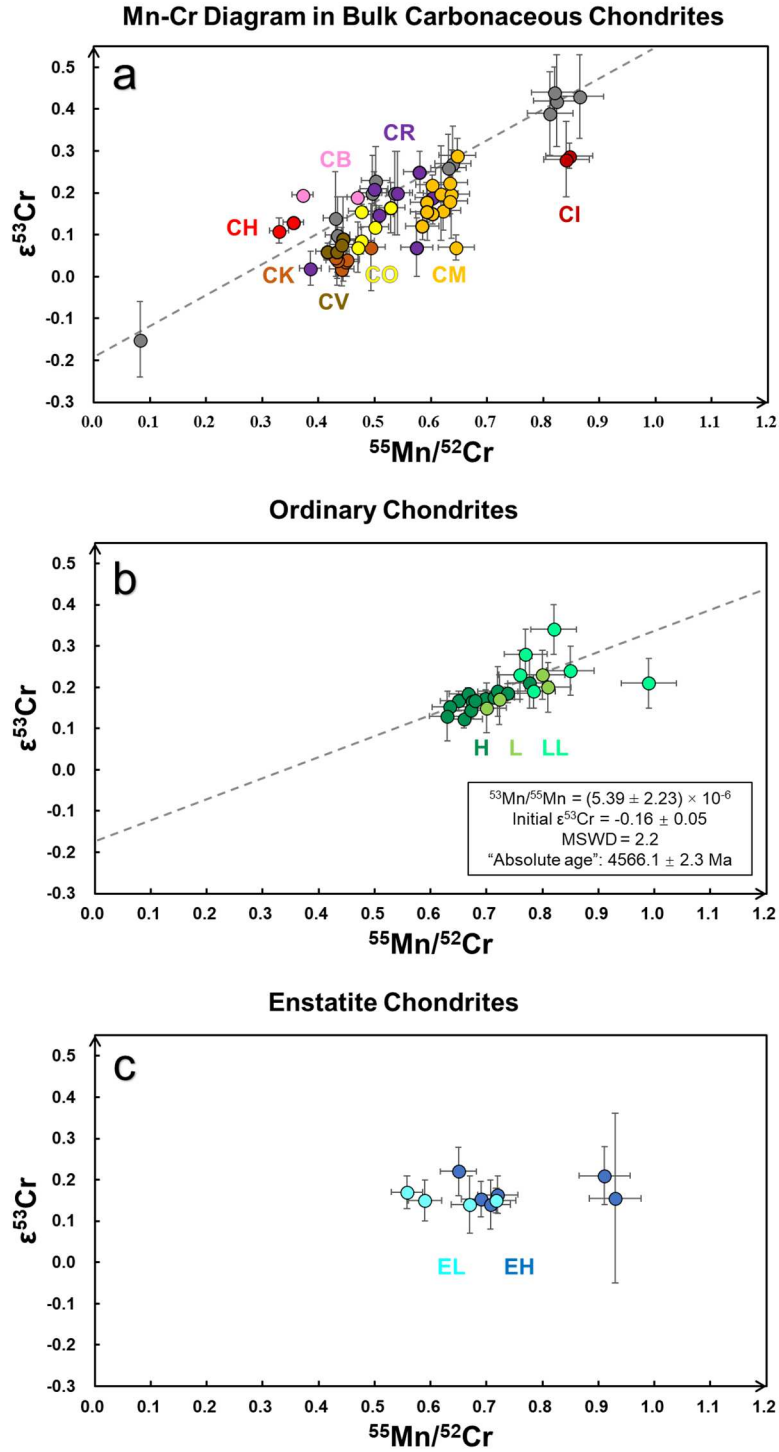 Mn-Cr Diagram in Bulk Carbonaceous Chondrites
a
0.5
0.4
0.3
0.2
0.1
0.0
-0.1
-0.2
-0.3
ε53Cr
CR
CB
CH
CI
CK
CO
CM
CV
0.0 0.1 0.2 0.3 0.4 0.5 0.6 0.7 0.8 0.9 1.0 1.1 1.2
55Mn/52Cr
Ordinary Chondrites
b
0.5
0.4
0.3
0.2
0.1
0.0
-0.1
-0.2
-0.3
ε53Cr
H L LL
53Mn/55Mn = (5.39 ± 2.23) × 10-6
Initial ε53Cr = -0.16 ± 0.05
MSWD = 2.2
“Absolute age”: 4566.1 ± 2.3 Ma
0.0 0.1 0.2 0.3 0.4 0.5 0.6 0.7 0.8 0.9 1.0 1.1 1.2
55Mn/52Cr
Enstatite Chondrites
c
0.5
0.4
0.3
0.2
0.1
0.0
-0.1
-0.2
-0.3
ε53Cr
EL EH
0.0 0.1 0.2 0.3 0.4 0.5 0.6 0.7 0.8 0.9 1.0 1.1 1.2
55Mn/52Cr